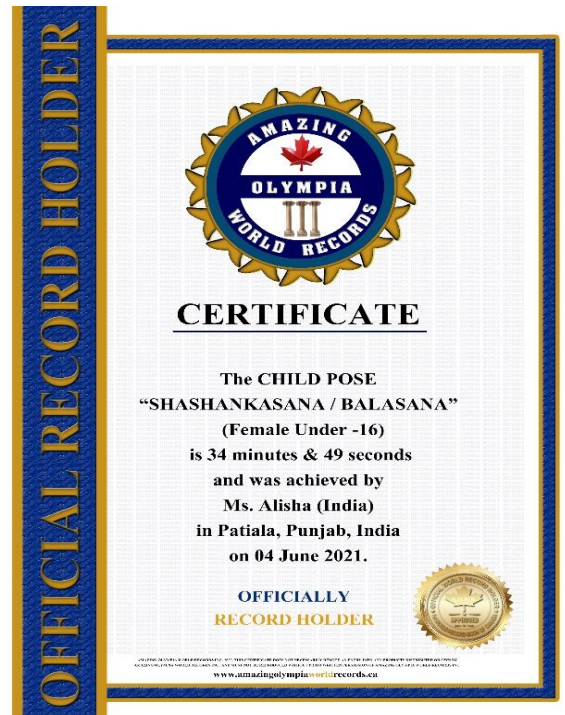 OFFICIAL RECORD HOLDER
AMAZING
OLYMPIA
WORLD RECORDS
CERTIFICATE
The CHILD POSE
“SHASHANKASANA / BALASANA”
(Female Under -16)
is 34 minutes & 49 seconds
and was achieved by
Ms. Alisha (India)
in Patiala, Punjab, India
on 04 June 2021.
OFFICIALLY
RECORD HOLDER
APPROVED
www.amazingolympiaworldrecords.ca